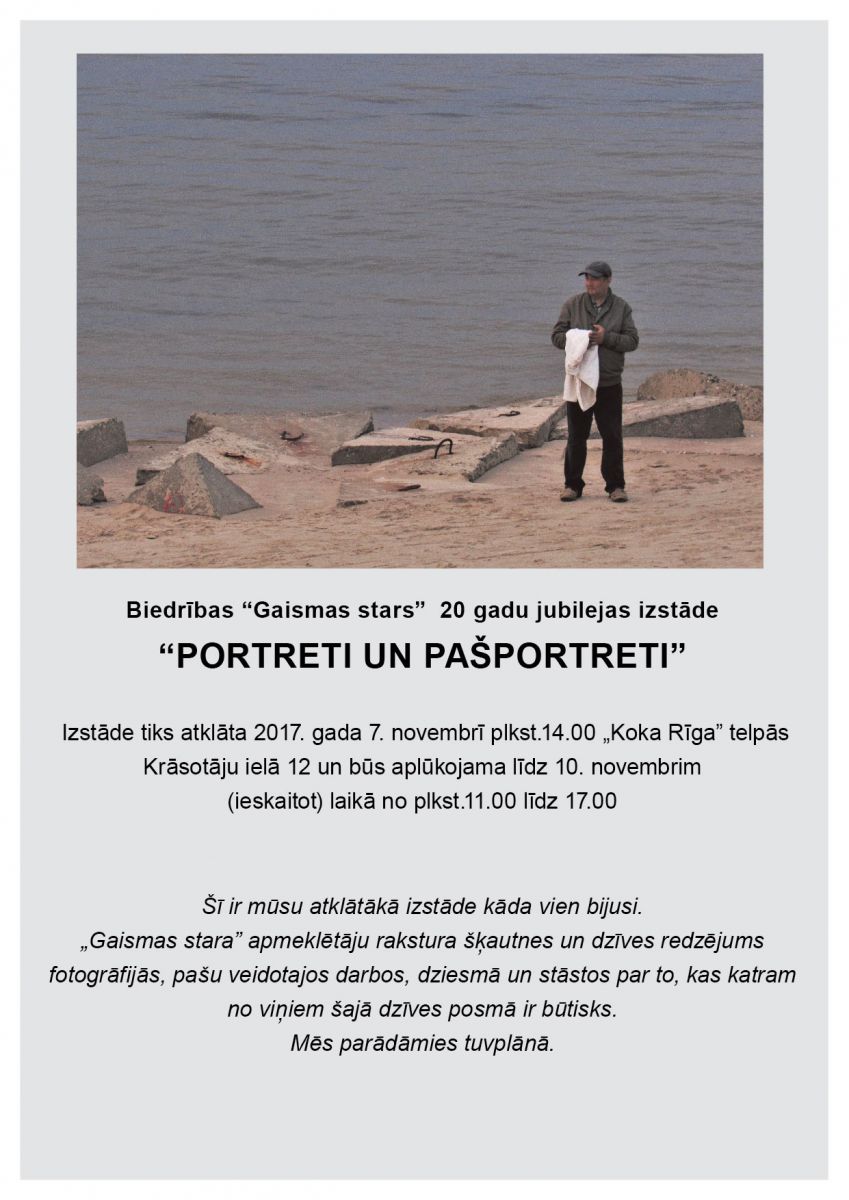 Biedrības “Gaismas stars” 20 gadu jubilejas izstāde
“PORTRETI UN PAŠPORTRETI”
Izstāde tiks atklāta 2017. gada 7. novembrī plkst.14.00 „Koka Rīga” telpās
Krāsotāju ielā 12 un būs aplūkojama līdz 10. novembrim
(ieskaitot) laikā no plkst.11.00 līdz 17.00
Šī ir mūsu atklātākā izstāde kāda vien bijusi.
„Gaismas stara” apmeklētāju rakstura šķautnes un dzīves redzējums
fotogrāfijās, pašu veidotajos darbos, dziesmā un stāstos par to, kas katram
no viņiem šajā dzīves posmā ir būtisks.
Mēs parādāmies tuvplānā.